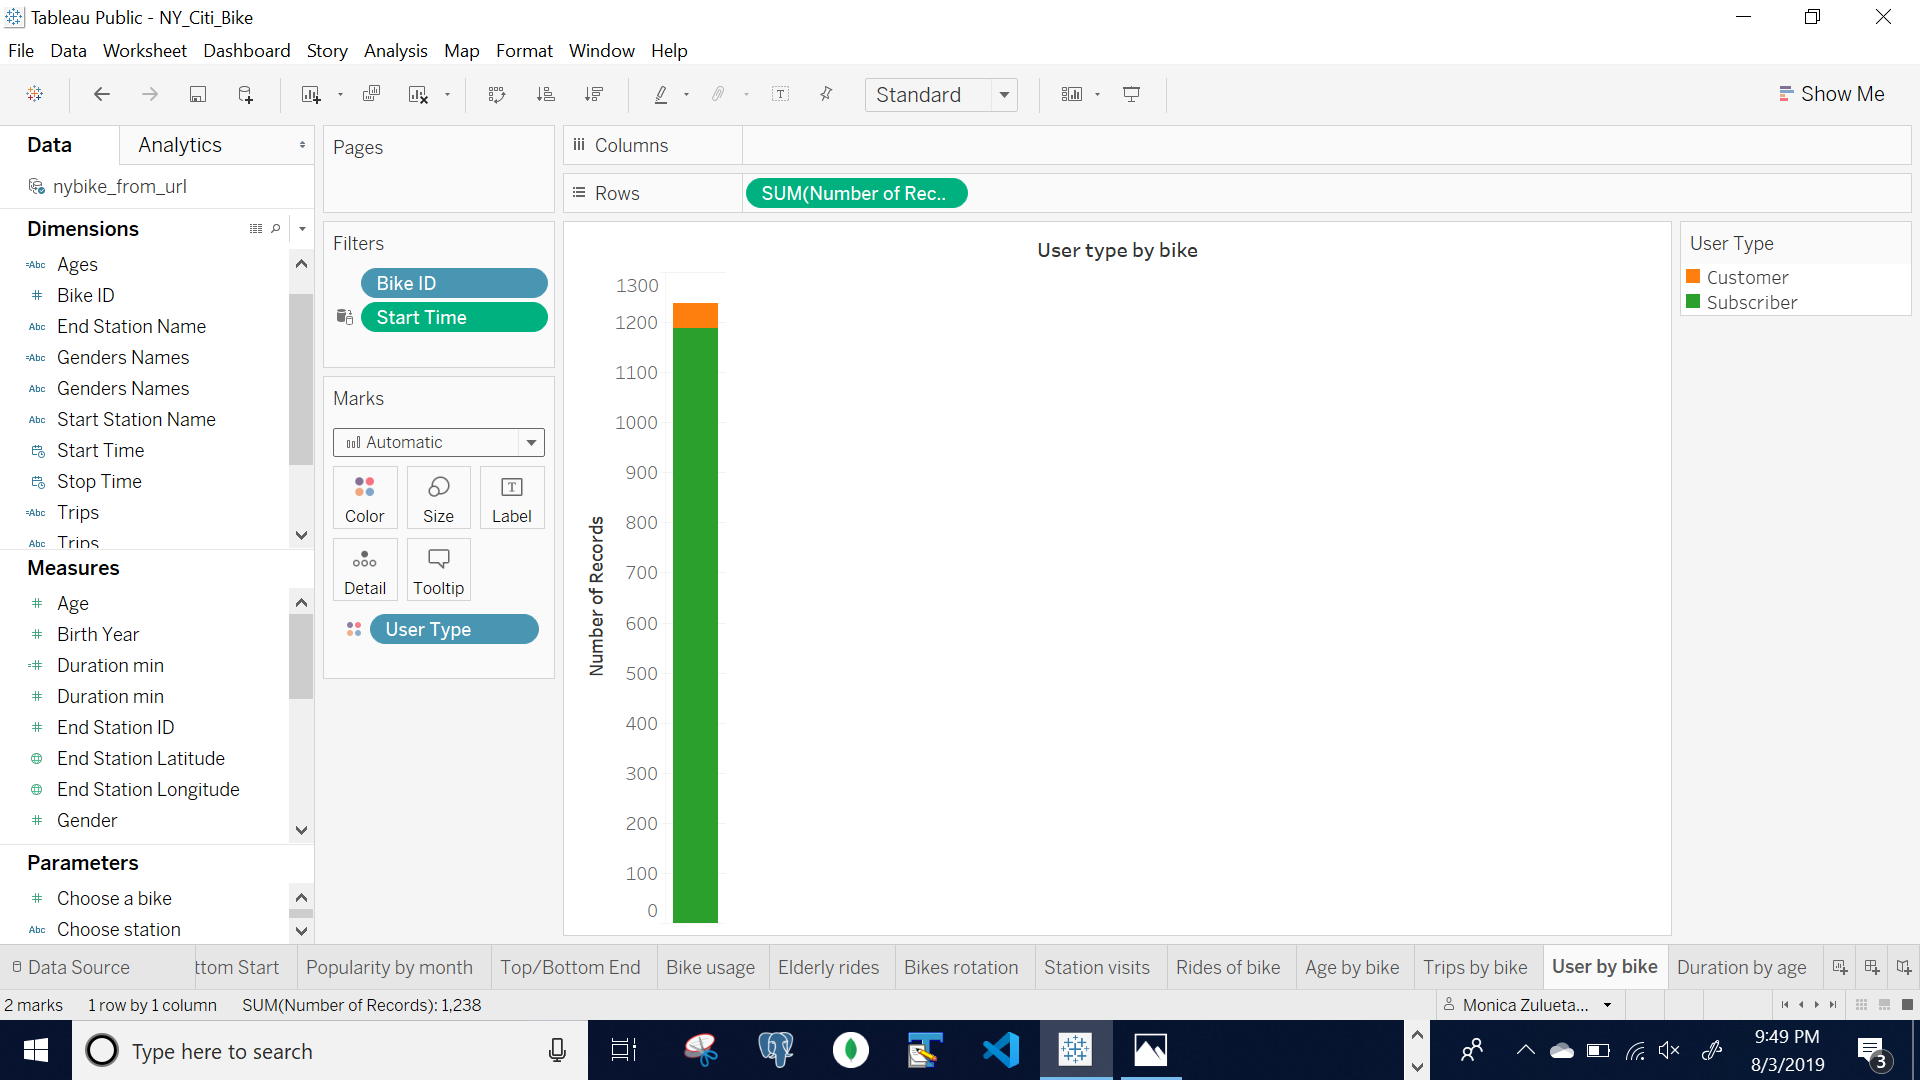 Tableau Public - NY_Citi_Bike
File Data Worksheet Dashboard Story Analysis Map Format Window Help
Standard
Show Me
Data Analytics
nybike_from_url
Dimensions
Abc Ages
Bike ID
Abc End Station Name
Abc Genders Names
Abc Genders Names
Abc Start Station Name
Start Time
Stop Time
Abc Trips
Abc Trips
Measures
Age
Birth Year
Duration min
Duration min
End Station ID
End Station Latitude
End Station Longitude
Gender
Parameters
Choose a bike
Abc Choose station
Pages
Filters
Bike ID
Start Time
Marks
Automatic
Color Size Label
Detail Tooltip
User Type
Columns
Rows SUM(Number of Rec..
User type by bike
Number of Records
1300
1200
1100
1000
900
800
700
600
500
400
300
200
100
0
User Type
Customer
Subscriber
Data Source ttom Start Popularity by month Top/Bottom End Bike usage Elderly rides Bikes rotation Station visits Rides of bike Age by bike Trips by bike User by bike Duration by age
2 marks 1 row by 1 column SUM(Number of Records): 1,238 Monica Zulueta...
Type here to search
9:49 PM
8/3/2019
3